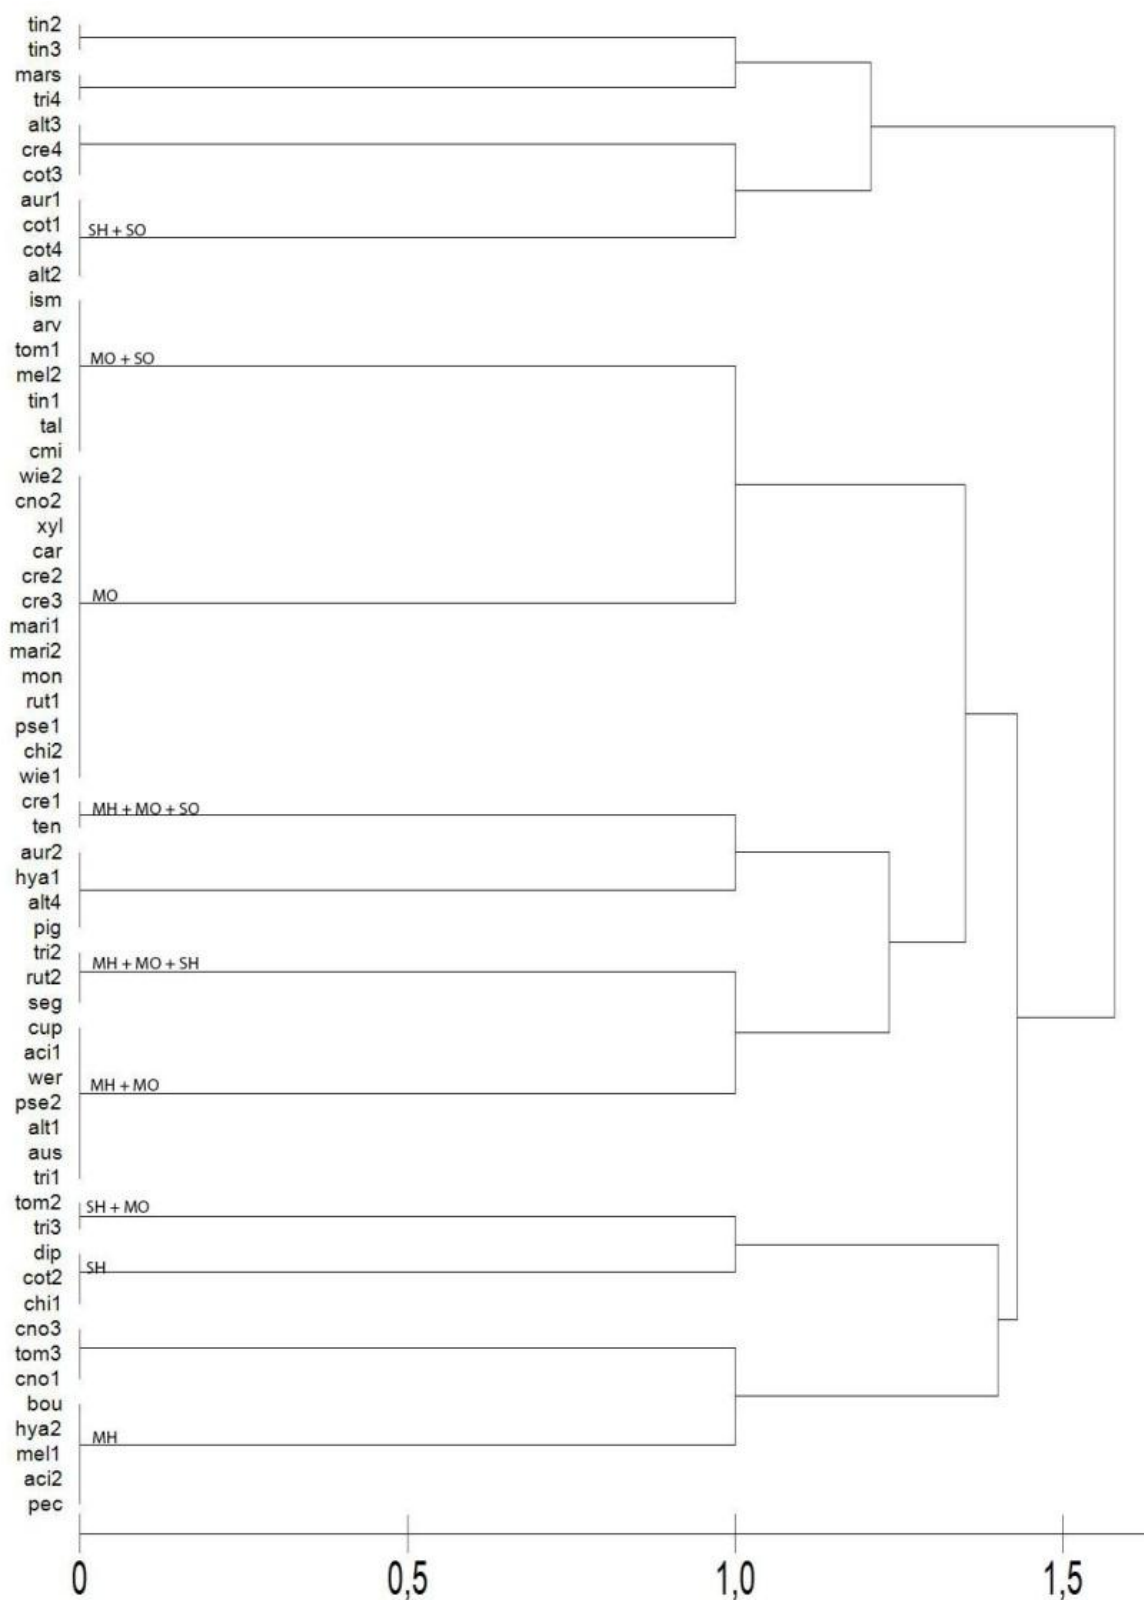 tin2
tin3
mars
tri4
alt3
cre4
cot3
aur1
cot1
SH + SO
cot4
alt2
ism
arv
tom1
MO + SO
mel2
tin1
tal
cmi
wie2
cno2
xyl
car
cre2
cre3
MO
mari1
mari2
mon
rut1
pse1
chi2
wie1
cre1
MH + MO + SO
ten
aur2
hya1
alt4
pig
tri2
MH + MO + SH
rut2
seg
cup
aci1
wer
MH + MO
pse2
alt1
aus
tri1
tom2
SH + MO
tri3
dip
SH
cot2
chi1
cno3
tom3
cno1
bou
hya2
MH
mel1
aci2
pec
0 0,5 1,0 1,5